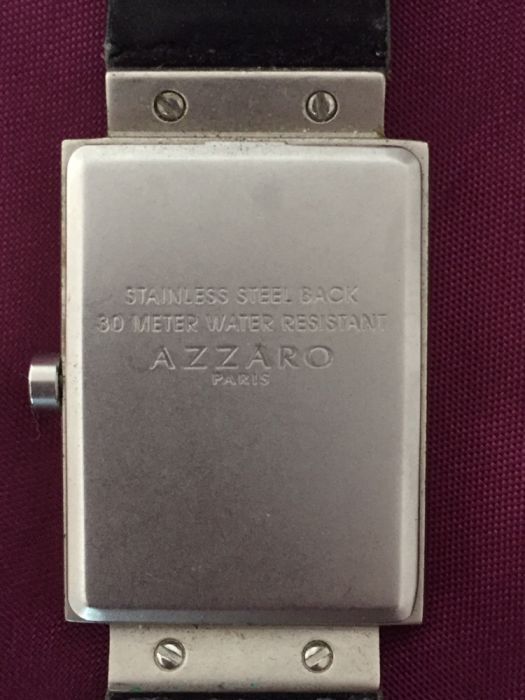 STAINLESS STEEL BACK
30 METER WATER RESISTANT
AZZARO
PARIS